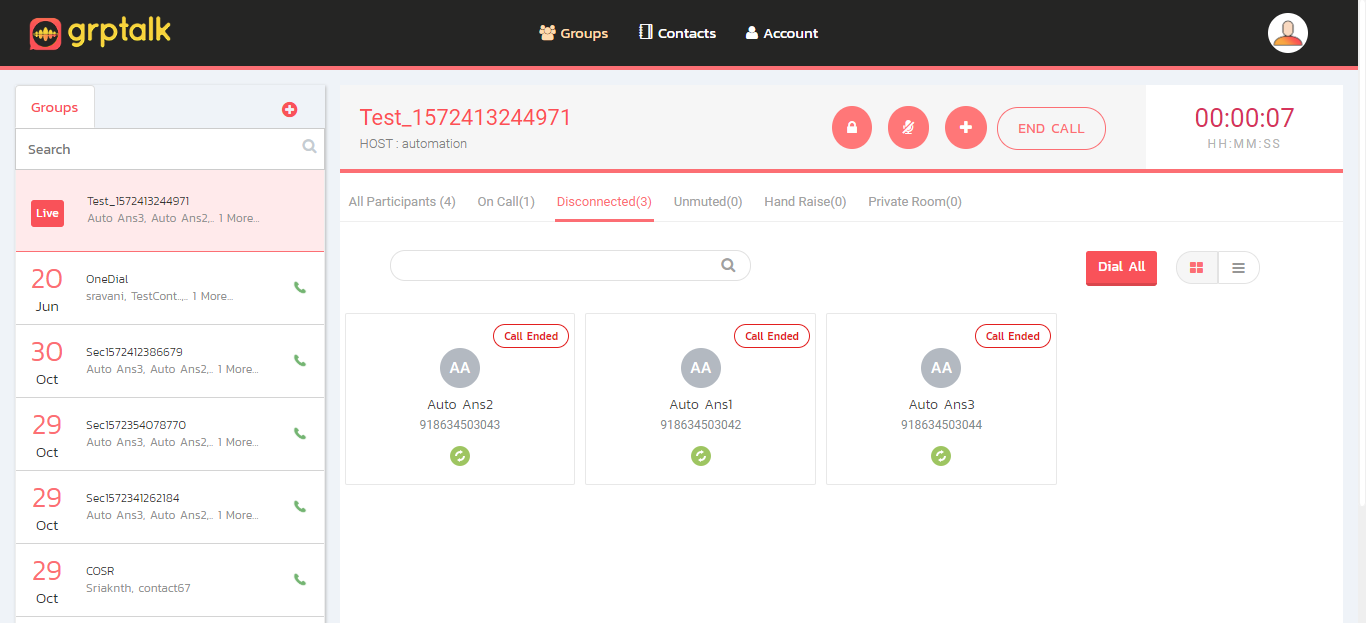 grptalk
Groups
Contacts
Account
Groups
Search
Live
Test_1572413244971
Auto Ans3, Auto Ans2,.. 1 More...
20
Jun
OneDial
sravani, TestCont..,.. 1 More...
30
Oct
Sec1572412386679
Auto Ans3, Auto Ans2,.. 1 More...
29
Oct
Sec1572354078770
Auto Ans3, Auto Ans2,.. 1 More...
29
Oct
Sec1572341262184
Auto Ans3, Auto Ans2,.. 1 More...
29
Oct
COSR
Sriaknth, contact67
Test_1572413244971
HOST : automation
END CALL
00:00:07
HH:MM:SS
All Participants (4)
On Call(1)
Disconnected(3)
Unmuted(0)
Hand Raise(0)
Private Room(0)
Dial All
Call Ended
AA
Auto Ans2
918634503043
Call Ended
AA
Auto Ans1
918634503042
Call Ended
AA
Auto Ans3
918634503044